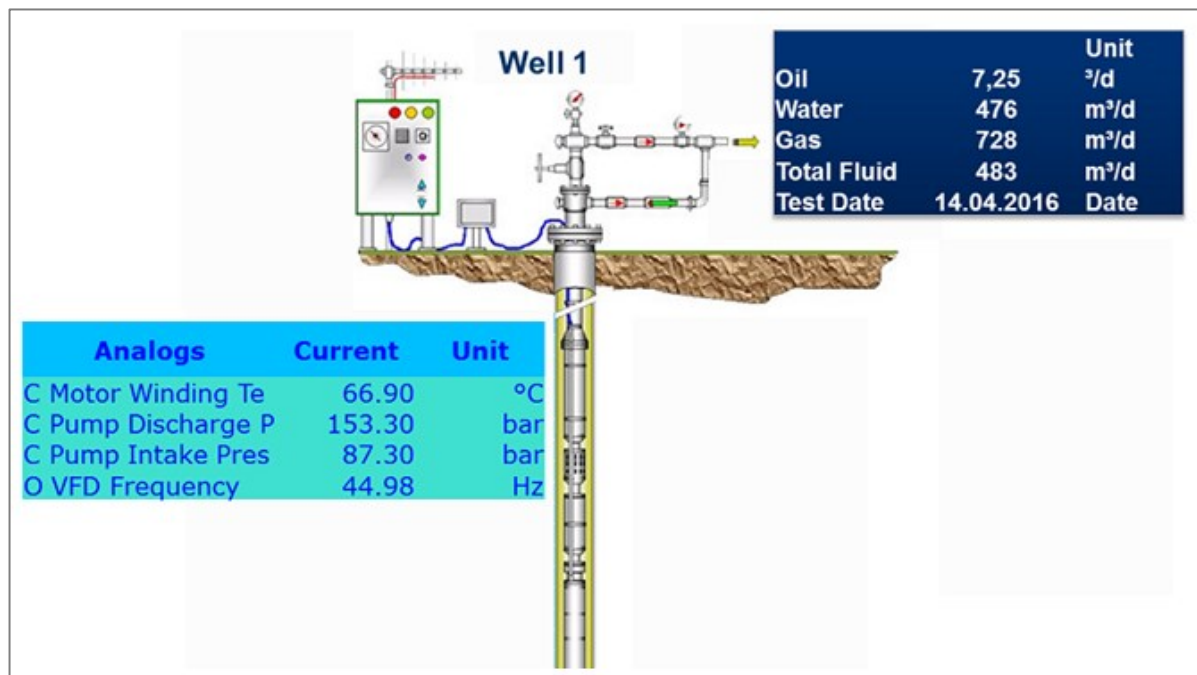 Well 1
Unit
Oil 7,25 ³/d
Water 476 m³/d
Gas 728 m³/d
Total Fluid 483 m³/d
Test Date 14.04.2016 Date
Analogs Current Unit
C Motor Winding Te 66.90 °C
C Pump Discharge P 153.30 bar
C Pump Intake Pres 87.30 bar
O VFD Frequency 44.98 Hz